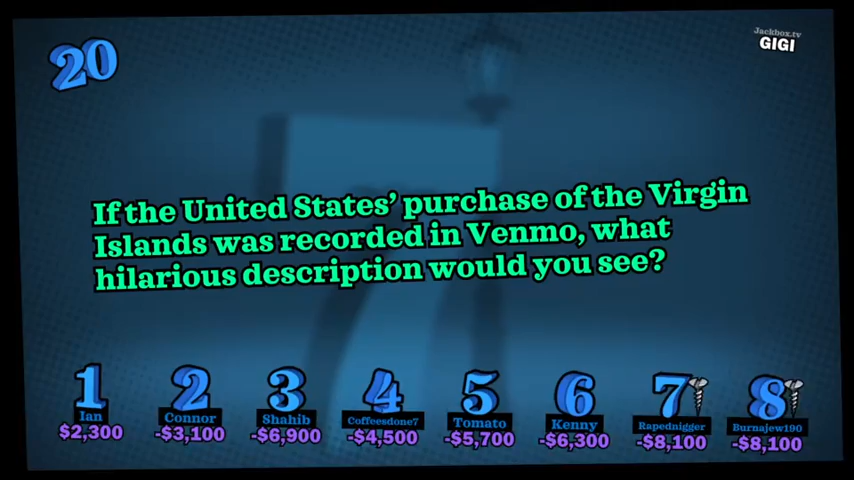 20
Jackbox.tv
GIGI
If the United States' purchase of the Virgin
Islands was recorded in Venmo, what
hilarious description would you see?
1 2 3 4 5 6 7 8
Ian Connor Shahib Coffeesdone7 Tomato Kenny Rapednigger Burnajew190
$2,300 -$3,100 -$6,900 -$4,500 -$5,700 -$6,300 -$8,100 -$8,100